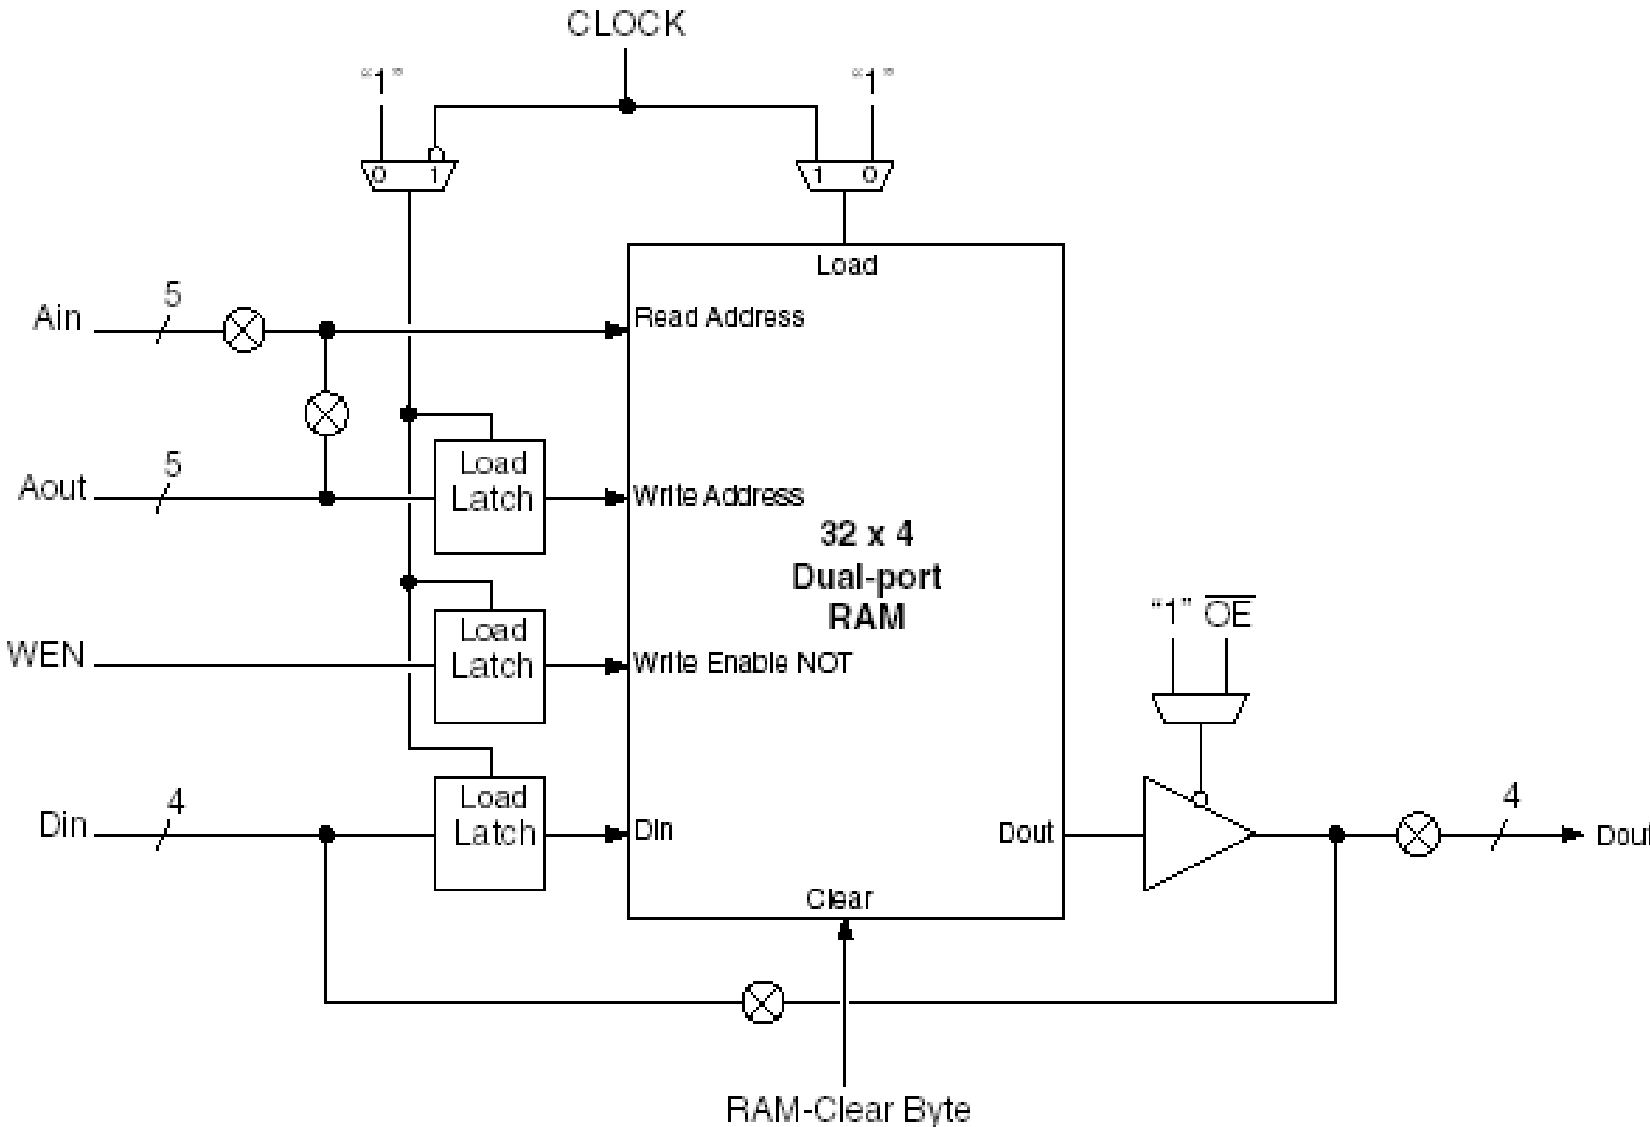 CLOCK
“1”
“1”
0 1
1 0
Load
Ain
5
Read Address
Aout
5
Load
Latch
Write Address
32 x 4
Dual-port
RAM
WEN
Load
Latch
Write Enable NOT
“1” OE
Din
4
Load
Latch
Din
Dout
4
Dout
Clear
RAM-Clear Byte